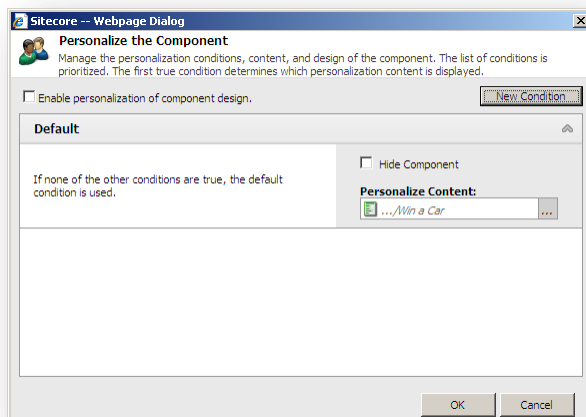 Sitecore -- Webpage Dialog
Personalize the Component
Manage the personalization conditions, content, and design of the component. The list of conditions is
prioritized. The first true condition determines which personalization content is displayed.
Enable personalization of component design.
New Condition
Default
If none of the other conditions are true, the default
condition is used.
Hide Component
Personalize Content:
.../Win a Car
...
OK
Cancel